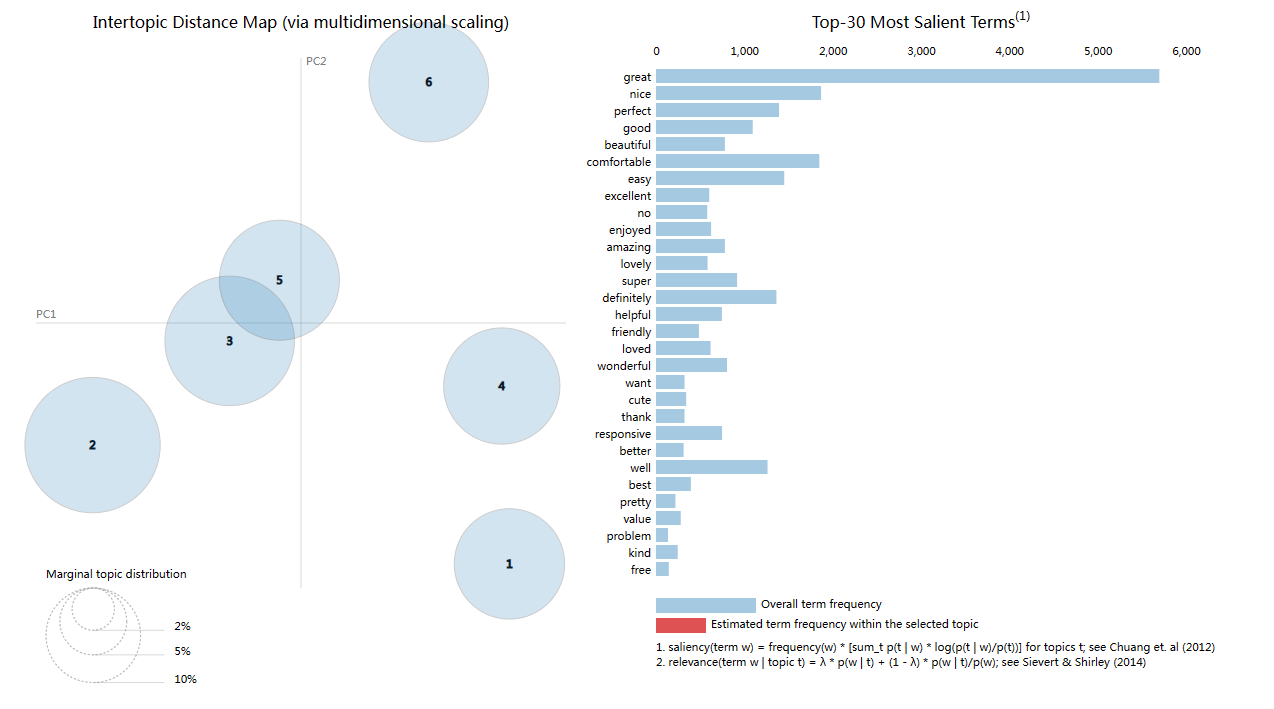 Intertopic Distance Map (via multidimensional scaling)
PC2
PC1
6
5
3
4
2
1
Marginal topic distribution
2%
5%
10%
Top-30 Most Salient Terms(1)
0 1,000 2,000 3,000 4,000 5,000 6,000
great
nice
perfect
good
beautiful
comfortable
easy
excellent
no
enjoyed
amazing
lovely
super
definitely
helpful
friendly
loved
wonderful
want
cute
thank
responsive
better
well
best
pretty
value
problem
kind
free
Overall term frequency
Estimated term frequency within the selected topic
1. saliency(term w) = frequency(w) * [sum_t p(t | w) * log(p(t | w)/p(t))] for topics t; see Chuang et. al (2012)
2. relevance(term w | topic t) = λ * p(w | t) + (1 - λ) * p(w | t)/p(w); see Sievert & Shirley (2014)